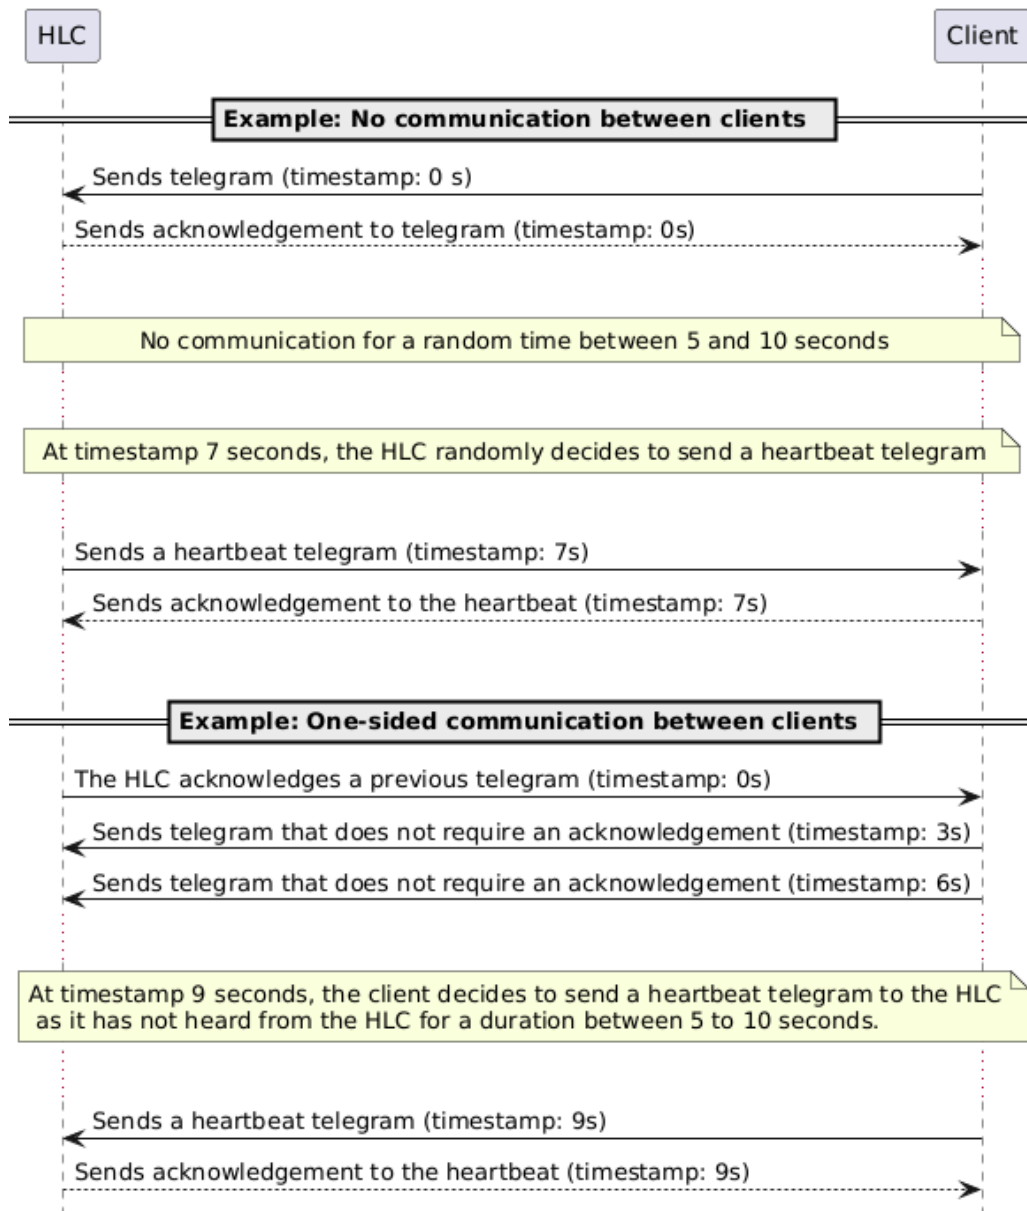 HLC
Client
Example: No communication between clients
Sends telegram (timestamp: 0 s)
Sends acknowledgement to telegram (timestamp: 0s)
No communication for a random time between 5 and 10 seconds
At timestamp 7 seconds, the HLC randomly decides to send a heartbeat telegram
Sends a heartbeat telegram (timestamp: 7s)
Sends acknowledgement to the heartbeat (timestamp: 7s)
Example: One-sided communication between clients
The HLC acknowledges a previous telegram (timestamp: 0s)
Sends telegram that does not require an acknowledgement (timestamp: 3s)
Sends telegram that does not require an acknowledgement (timestamp: 6s)
At timestamp 9 seconds, the client decides to send a heartbeat telegram to the HLC
as it has not heard from the HLC for a duration between 5 to 10 seconds.
Sends a heartbeat telegram (timestamp: 9s)
Sends acknowledgement to the heartbeat (timestamp: 9s)